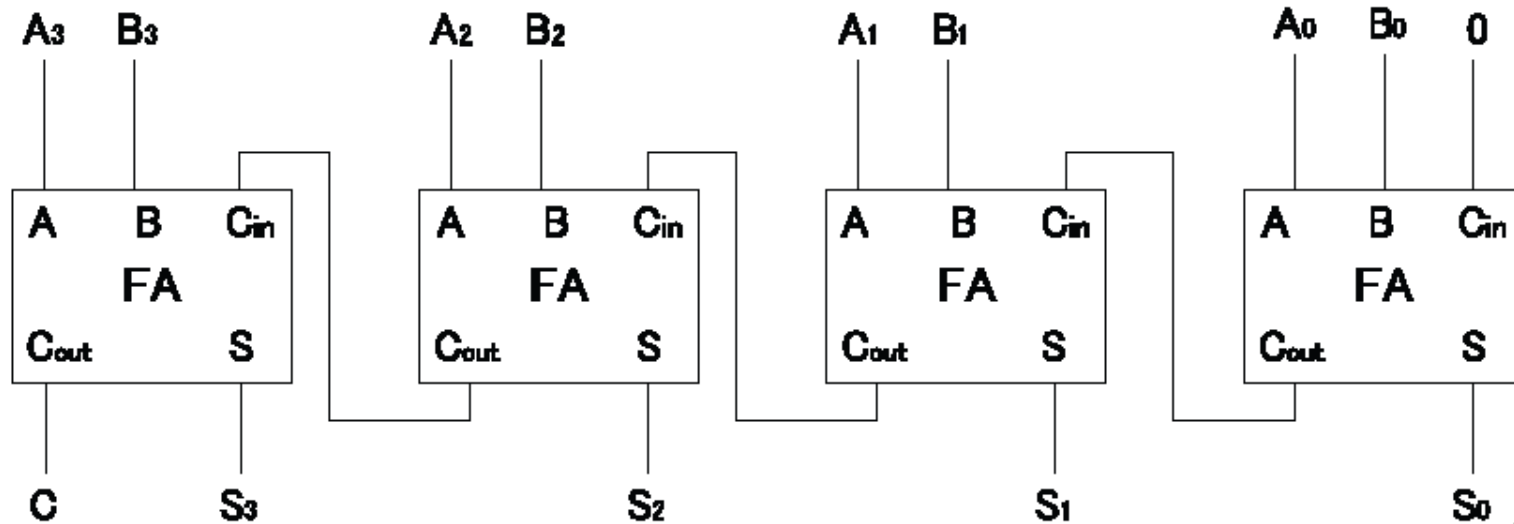 A3 B3 A2 B2 A1 B1 A0 B0 0
A B Cin A B Cin A B Cin A B Cin
FA FA FA FA
Cout S Cout S Cout S Cout S
C S3 S2 S1 S0